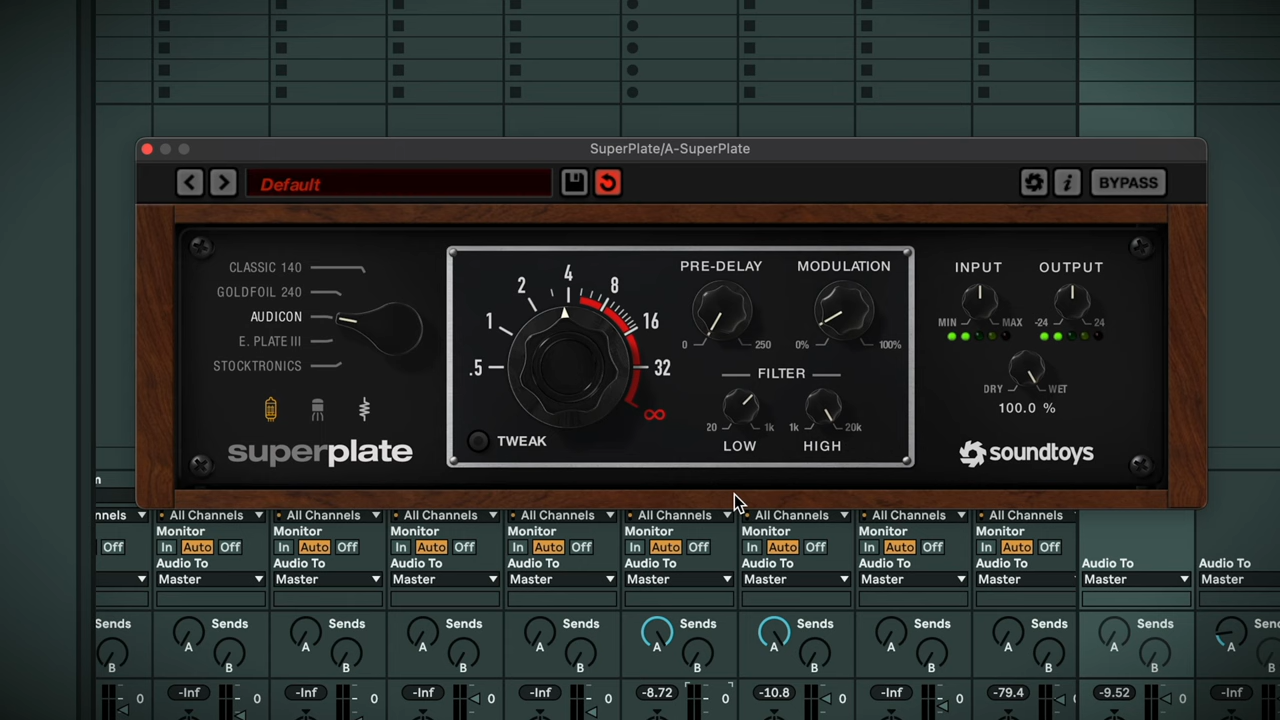 SuperPlate/A-SuperPlate
Default
BYPASS
CLASSIC 140
GOLDFOIL 240
AUDICON
E. PLATE III
STOCKTRONICS
superplate
.5 1 2 4 8 16 32 ∞
TWEAK
PRE-DELAY MODULATION
0 250 0% 100%
FILTER
20 1k 1k 20k
LOW HIGH
INPUT OUTPUT
MIN MAX -24 24
DRY WET
100.0 %
soundtoys
nnels All Channels All Channels All Channels All Channels All Channels All Channels All Channels All Channels
Monitor Monitor Monitor Monitor Monitor Monitor Monitor Monitor
Off In Auto Off In Auto Off In Auto Off In Auto Off In Auto Off In Auto Off In Auto Off In Auto Off
Audio To Audio To Audio To Audio To Audio To Audio To Audio To Audio To Audio To Audio To
Master Master Master Master Master Master Master Master Master Master
Sends Sends Sends Sends Sends Sends Sends Sends Sends Sends
A A A A A A A A A A
B B B B B B B B B B
0 -Inf 0 -Inf 0 -Inf 0 -Inf 0 -8.72 0 -10.8 0 -Inf 0 -79.4 0 -9.52 0 -Inf